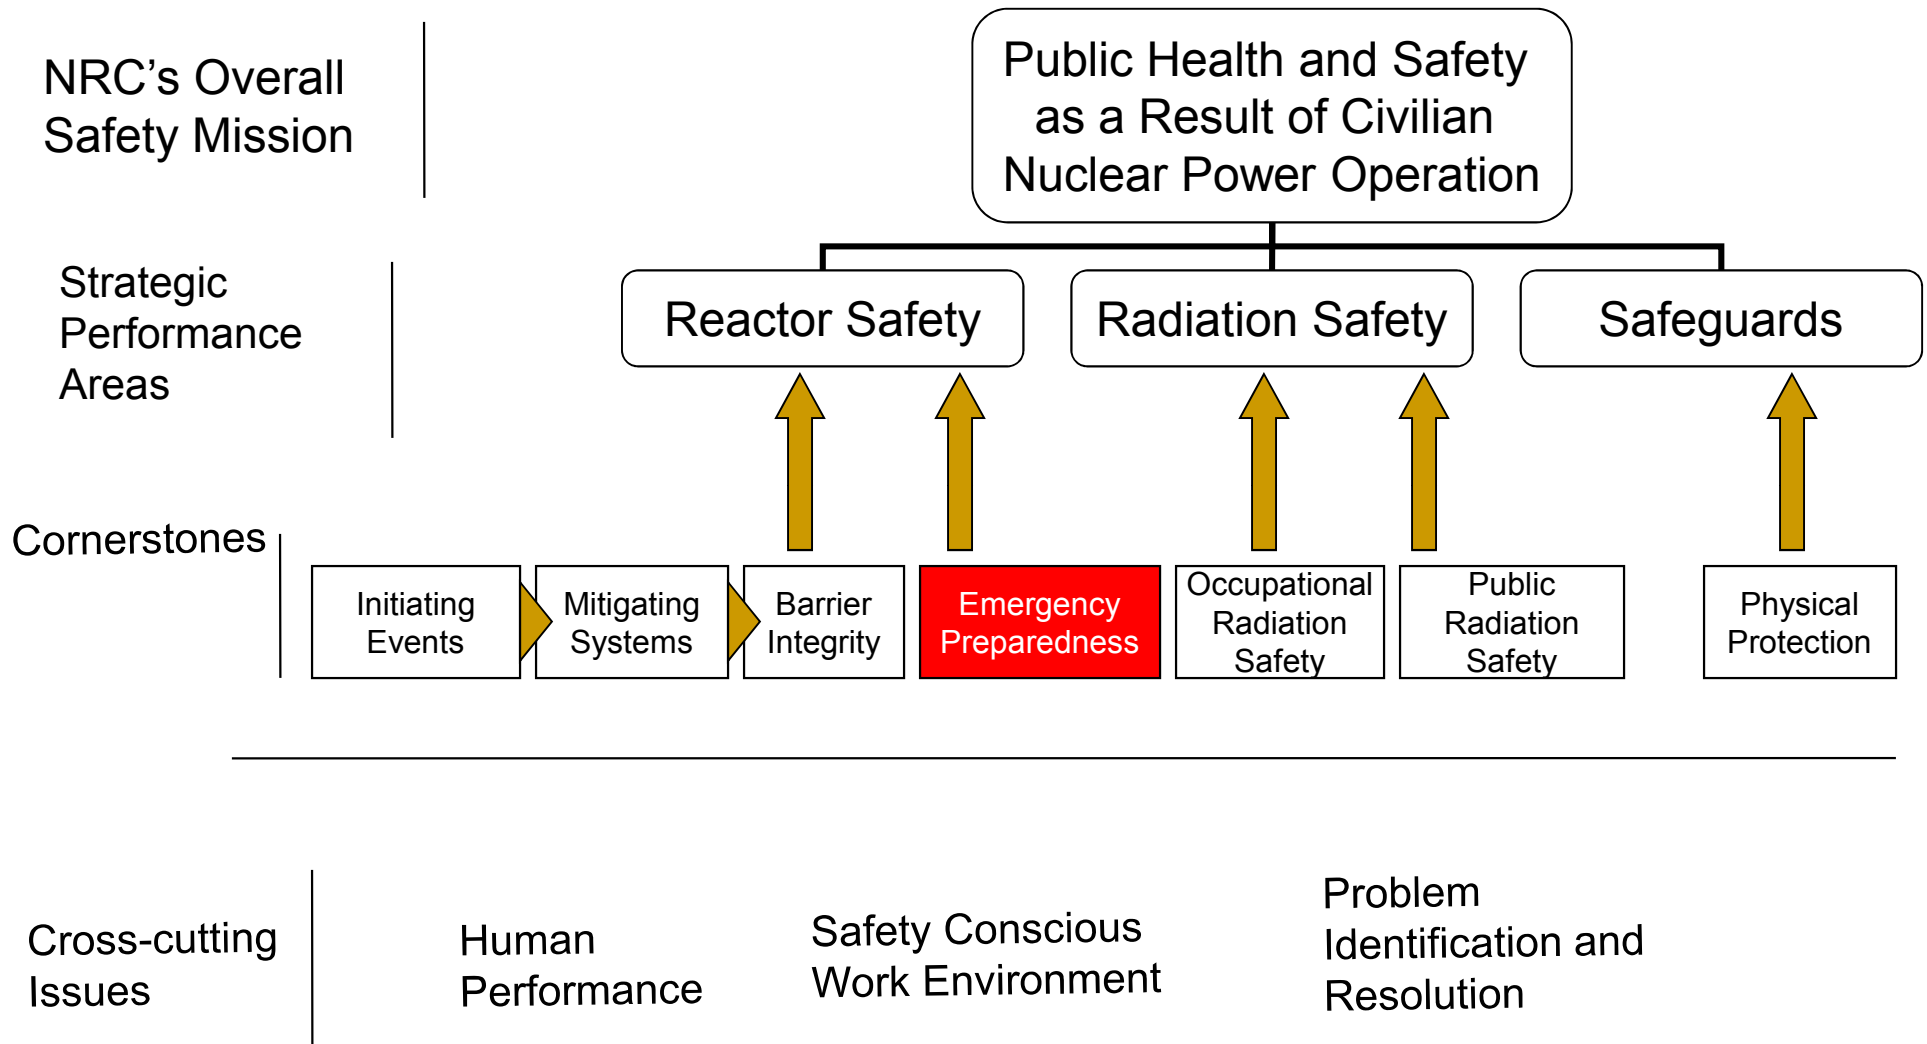 NRC's Overall
Safety Mission
Public Health and Safety
as a Result of Civilian
Nuclear Power Operation
Strategic
Performance
Areas
Reactor Safety
Radiation Safety
Safeguards
Cornerstones
Initiating
Events
Mitigating
Systems
Barrier
Integrity
Emergency
Preparedness
Occupational
Radiation
Safety
Public
Radiation
Safety
Physical
Protection
Cross-cutting
Issues
Human
Performance
Safety Conscious
Work Environment
Problem
Identification and
Resolution